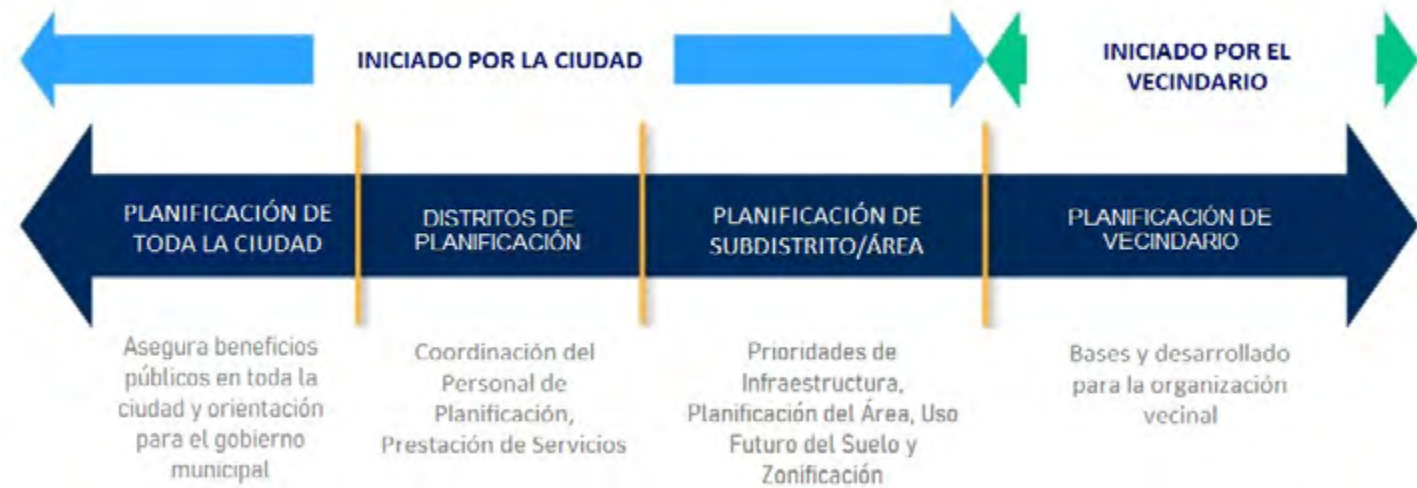 INICIADO POR LA CIUDAD
INICIADO POR EL
VECINDARIO
PLANIFICACIÓN DE
TODA LA CIUDAD
DISTRITOS DE
PLANIFICACIÓN
PLANIFICACIÓN DE
SUBDISTRITO/ÁREA
PLANIFICACIÓN DE
VECINDARIO
Asegura beneficios
públicos en toda la
ciudad y orientación
para el gobierno
municipal
Coordinación del
Personal de
Planificación,
Prestación de Servicios
Prioridades de
Infraestructura,
Planificación del Área, Uso
Futuro del Suelo y
Zonificación
Bases y desarrollado
para la organización
vecinal